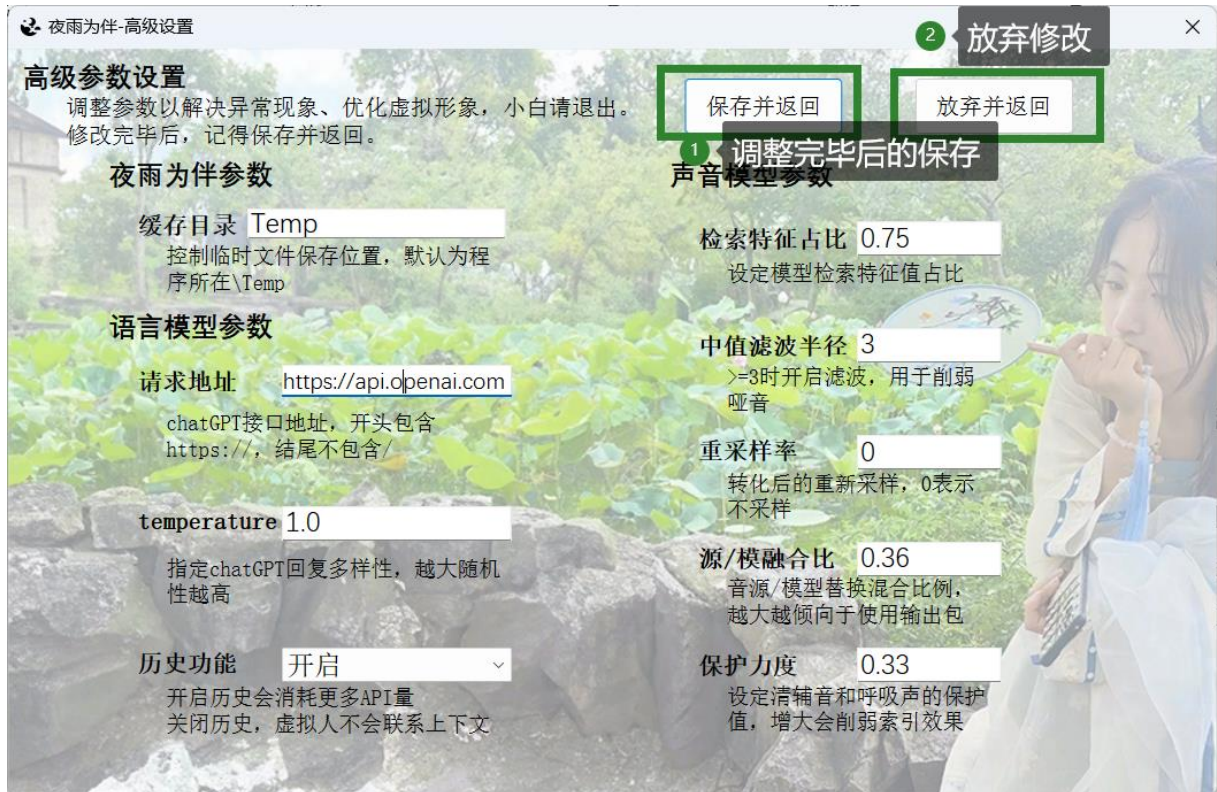 夜雨为伴-高级设置
2 放弃修改
高级参数设置
调整参数以解决异常现象、优化虚拟形象，小白请退出。
修改完毕后，记得保存并返回。
保存并返回
放弃并返回
1 调整完毕后的保存
夜雨为伴参数
缓存目录 Temp
控制临时文件保存位置，默认为程
序所在\Temp
语言模型参数
请求地址 https://api.openai.com
chatGPT接口地址，开头包含
https://，结尾不包含/
temperature 1.0
指定chatGPT回复多样性，越大随机
性越高
历史功能 开启
开启历史会消耗更多API量
关闭历史，虚拟人不会联系上下文
声音模型参数
检索特征占比 0.75
设定模型检索特征值占比
中值滤波半径 3
>=3时开启滤波，用于削弱
哑音
重采样率 0
转化后的重新采样，0表示
不采样
源/模融合比 0.36
音源/模型替换混合比例，
越大越倾向于使用输出包
保护力度 0.33
设定清辅音和呼吸声的保护
值，增大会削弱索引效果